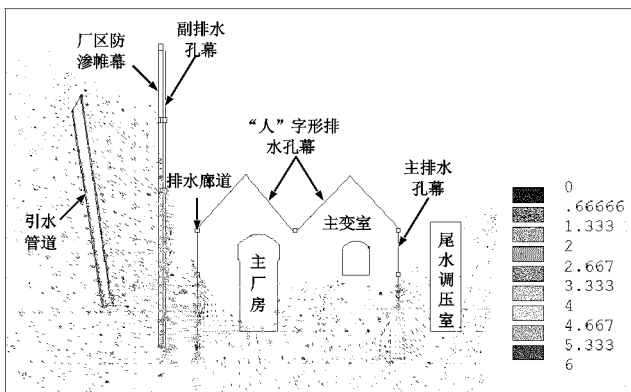 厂区防
渗帷幕
副排水
孔幕
“人”字形排
水孔幕
排水廊道
主排水
孔幕
引水
管道
主变室
主厂房
尾水调压室
0
.66666
1.333
2
2.667
3.333
4
4.667
5.333
6